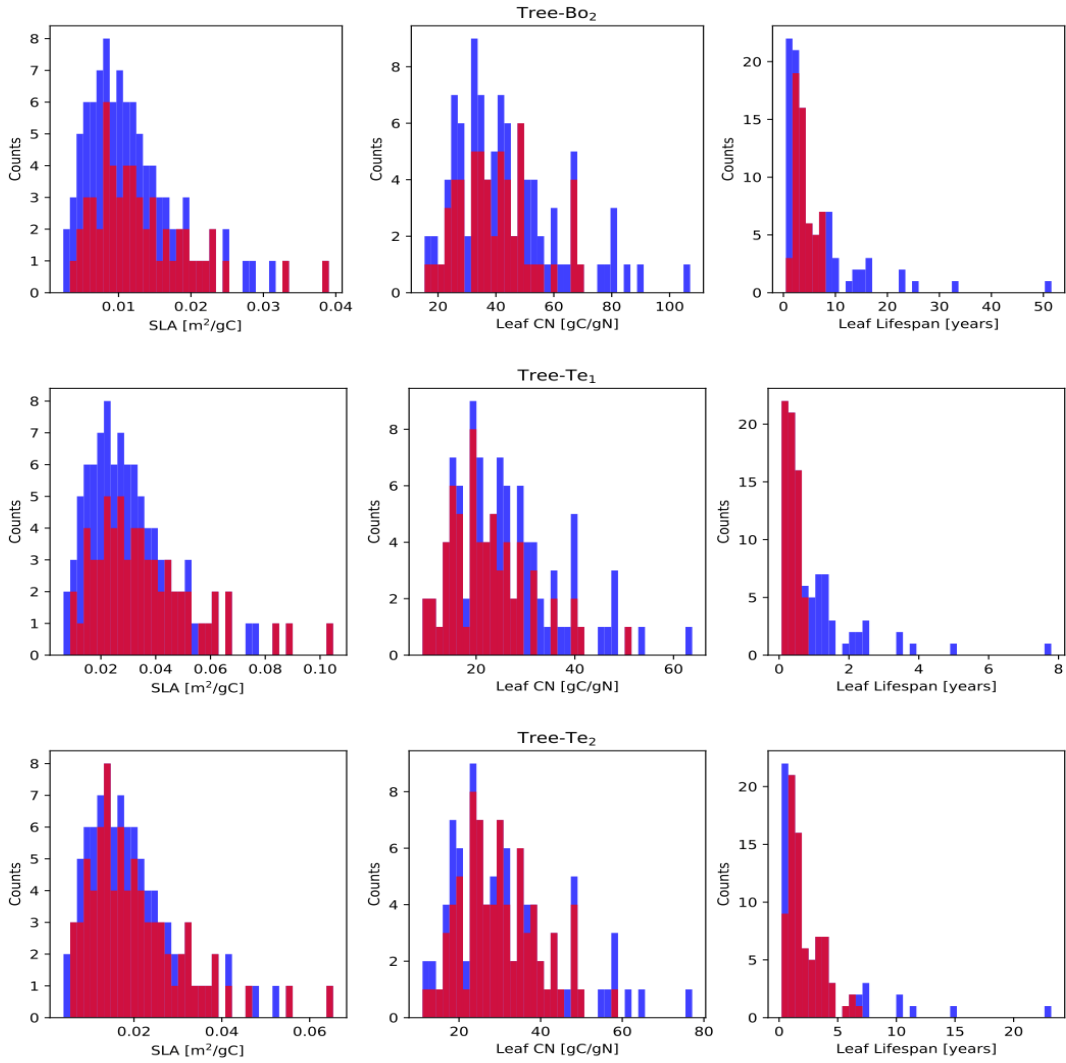 Tree-Bo₂
8
7
6
5
4
3
2
1
0
Counts
0.01 0.02 0.03 0.04
SLA [m²/gC]
8
6
4
2
0
Counts
20 40 60 80 100
Leaf CN [gC/gN]
20
15
10
5
0
Counts
0 10 20 30 40 50
Leaf Lifespan [years]
Tree-Te₁
8
7
6
5
4
3
2
1
0
Counts
0.02 0.04 0.06 0.08 0.10
SLA [m²/gC]
8
6
4
2
0
Counts
20 40 60
Leaf CN [gC/gN]
20
15
10
5
0
Counts
0 2 4 6 8
Leaf Lifespan [years]
Tree-Te₂
8
7
6
5
4
3
2
1
0
Counts
0.02 0.04 0.06
SLA [m²/gC]
8
6
4
2
0
Counts
20 40 60 80
Leaf CN [gC/gN]
20
15
10
5
0
Counts
0 5 10 15 20
Leaf Lifespan [years]